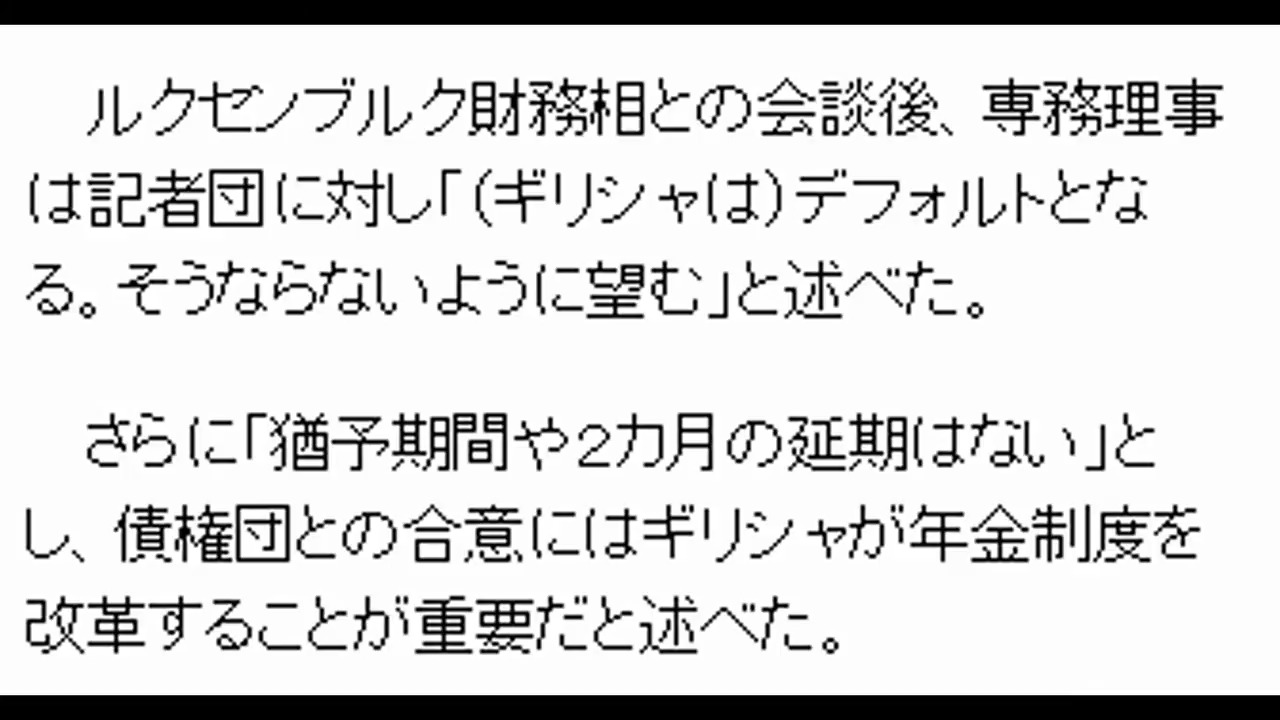 ルクセンブルク財務相との会談後、専務理事
は記者団に対し「（ギリシャは）デフォルトとな
る。そうならないように望む」と述べた。
さらに「猶予期間や２カ月の延期はない」と
し、債権団との合意にはギリシャが年金制度を
改革することが重要だと述べた。